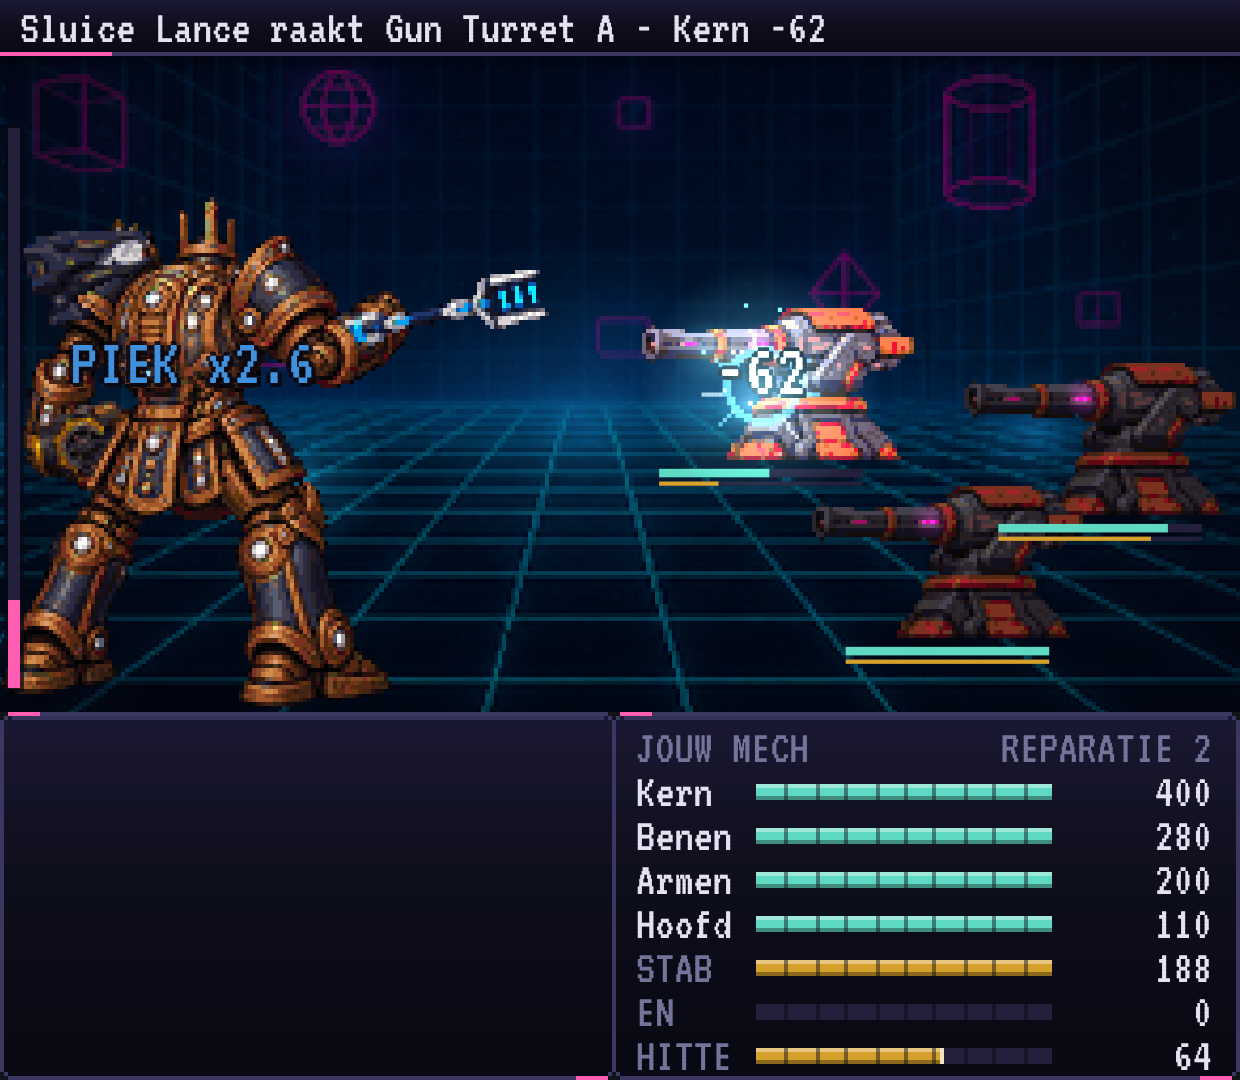 Sluice Lance raakt Gun Turret A - Kern -62
PIEK x2.6
-62
JOUW MECH REPARATIE 2
Kern 400
Benen 280
Armen 200
Hoofd 110
STAB 188
EN 0
HITTE 64